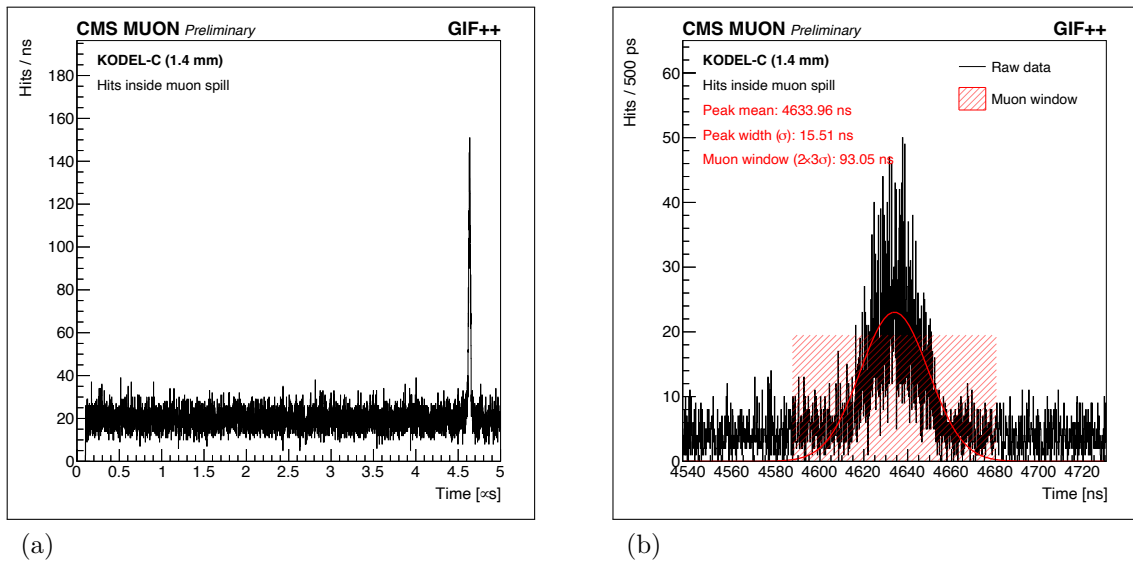 CMS MUON Preliminary GIF++
Hits / ns
KODEL-C (1.4 mm)
Hits inside muon spill
180
160
140
120
100
80
60
40
20
0
0 0.5 1 1.5 2 2.5 3 3.5 4 4.5 5
Time [∝s]
(a)
CMS MUON Preliminary GIF++
Hits / 500 ps
KODEL-C (1.4 mm)
Hits inside muon spill
Peak mean: 4633.96 ns
Peak width (σ): 15.51 ns
Muon window (2×3σ): 93.05 ns
Raw data
Muon window
60
50
40
30
20
10
0
4540 4560 4580 4600 4620 4640 4660 4680 4700 4720
Time [ns]
(b)